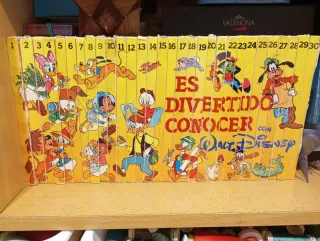 VALRHONA
1 2 3 4 5 6 7 8 9 10 11 12 13 14 15 16 17 18 19 20 21 22 23 24 25 26 27 28 29 30
ES
DIVERTIDO
CONOCER CON
WALT DISNEY